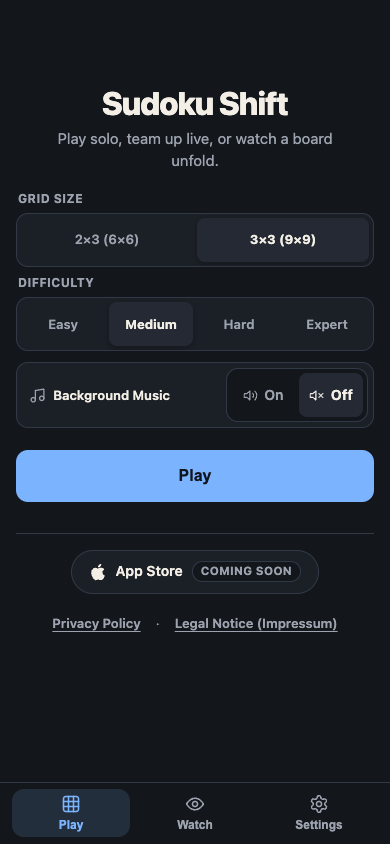 Sudoku Shift
Play solo, team up live, or watch a board
unfold.
GRID SIZE
2×3 (6×6)
3×3 (9×9)
DIFFICULTY
Easy
Medium
Hard
Expert
Background Music
On
Off
Play
App Store
COMING SOON
Privacy Policy · Legal Notice (Impressum)
Play
Watch
Settings